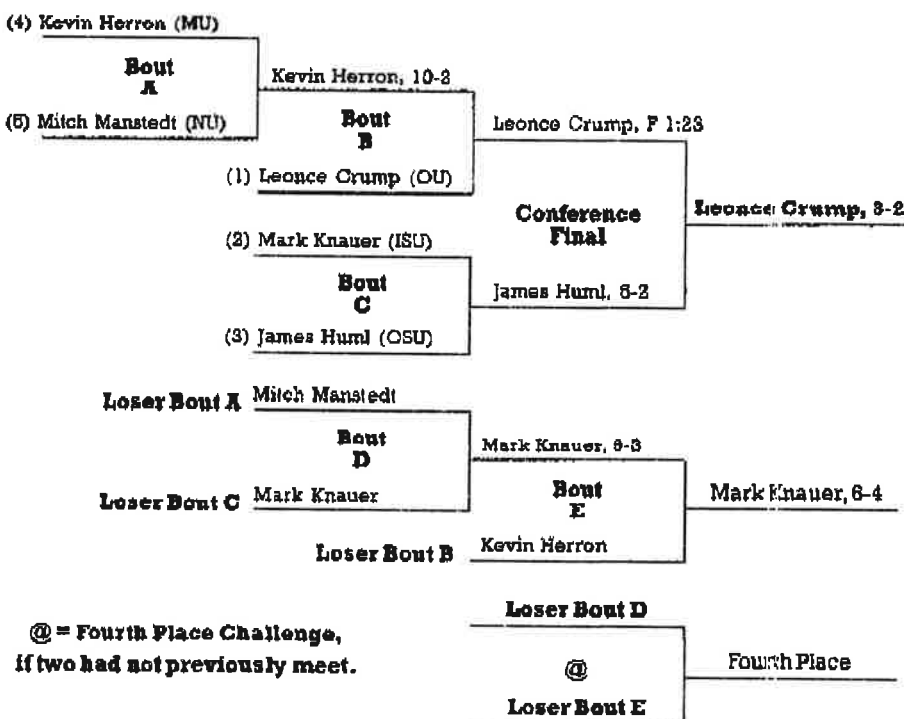 (4) Kevin Herron (MU)
Bout
A
Kevin Herron, 10-2
(5) Mitch Manstedt (NU)
Bout
B
Leonce Crump, F 1:23
(1) Leonce Crump (OU)
Conference
Final
Leonce Crump, 3-2
(2) Mark Knauer (ISU)
Bout
C
James Huml, 6-2
(3) James Huml (OSU)
Loser Bout A
Mitch Manstedt
Bout
D
Mark Knauer, 6-3
Loser Bout C
Mark Knauer
Bout
E
Mark Knauer, 6-4
Loser Bout B
Kevin Herron
Loser Bout D
@ = Fourth Place Challenge,
if two had not previously meet.
@
Fourth Place
Loser Bout E